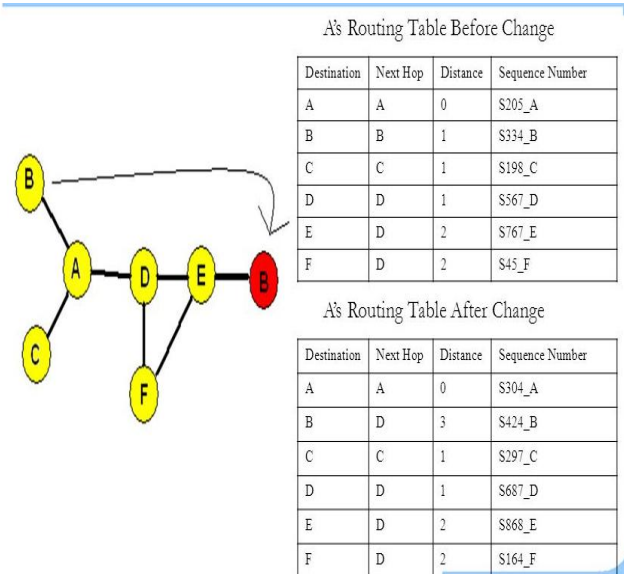 A's Routing Table Before Change
Destination Next Hop Distance Sequence Number
A A 0 S205_A
B B 1 S334_B
C C 1 S198_C
D D 1 S567_D
E D 2 S767_E
F D 2 S45_F
A's Routing Table After Change
Destination Next Hop Distance Sequence Number
A A 0 S304_A
B D 3 S424_B
C C 1 S297_C
D D 1 S687_D
E D 2 S868_E
F D 2 S164_F
B
A D E B
C
F